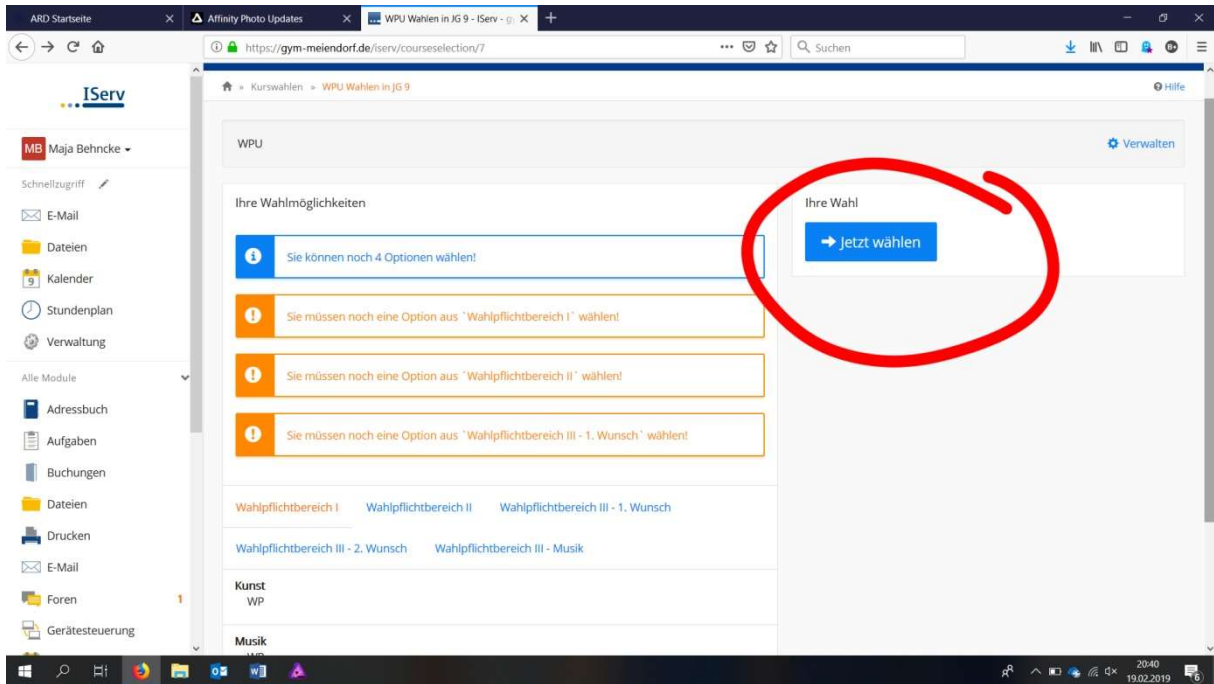 ARD Startseite
Affinity Photo Updates
WPU Wahlen in JG 9 - IServ -
https://gym-meiendorf.de/iserv/courseselection/7
Suchen
IServ
» Kurswahlen » WPU Wahlen in JG 9
Hilfe
MB Maja Behncke
WPU
Verwalten
Schnellzugriff
E-Mail
Dateien
9 Kalender
Stundenplan
Verwaltung
Alle Module
Adressbuch
Aufgaben
Buchungen
Dateien
Drucken
E-Mail
Foren 1
Gerätesteuerung
Ihre Wahlmöglichkeiten
Sie können noch 4 Optionen wählen!
Sie müssen noch eine Option aus `Wahlpflichtbereich I` wählen!
Sie müssen noch eine Option aus `Wahlpflichtbereich II` wählen!
Sie müssen noch eine Option aus `Wahlpflichtbereich III - 1. Wunsch` wählen!
Wahlpflichtbereich I Wahlpflichtbereich II Wahlpflichtbereich III - 1. Wunsch
Wahlpflichtbereich III - 2. Wunsch Wahlpflichtbereich III - Musik
Kunst
WP
Musik
Ihre Wahl
Jetzt wählen
20:40
19.02.2019